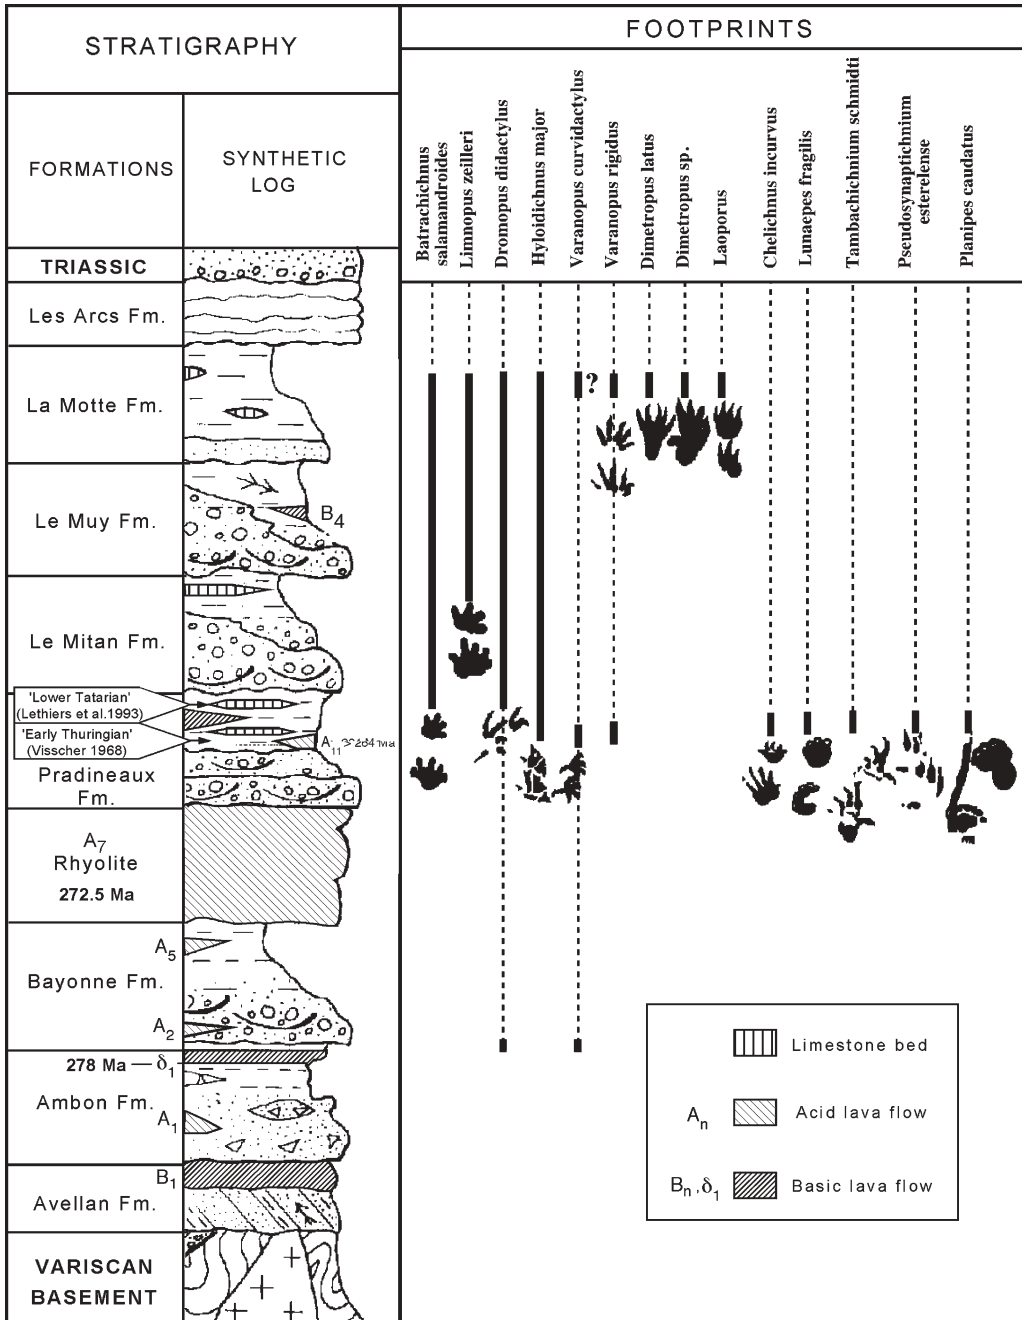 STRATIGRAPHY
FOOTPRINTS
FORMATIONS
SYNTHETIC
LOG
Batrachichnus
salamandroides
Limnopus zeilleri
Dromopus didactylus
Hyloidichnus major
Varanopus curvidactylus
Varanopus rigidus
Dimetropus latus
Dimetropus sp.
Laoporus
Chelichnus incurvus
Lunaepes fragilis
Tambachichnium schmidti
Pseudosynaptichnium
esterelense
Planipes caudatus
TRIASSIC
Les Arcs Fm.
La Motte Fm.
?
Le Muy Fm.
B4
Le Mitan Fm.
'Lower Tatarian'
(Lethiers et al.1993)
'Early Thuringian'
(Visscher 1968)
A11
Pradineaux
Fm.
A7
Rhyolite
272.5 Ma
A5
Bayonne Fm.
A2
278 Ma — δ1
Ambon Fm.
A1
B1
Avellan Fm.
VARISCAN
BASEMENT
Limestone bed
An Acid lava flow
Bn,δ1 Basic lava flow